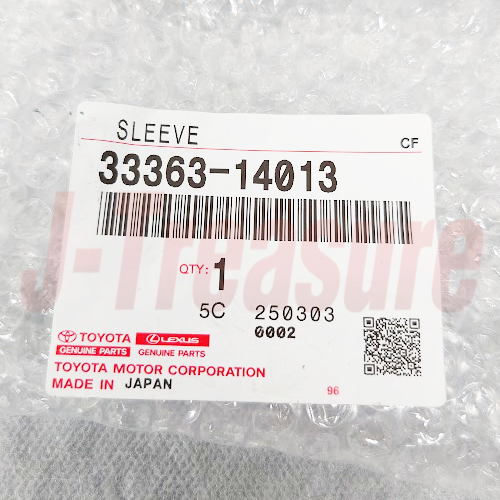 SLEEVE
CF
33363-14013
J-Treasure
QTY: 1
5C 250303
0002
TOYOTA LEXUS
GENUINE PARTS GENUINE PARTS
TOYOTA MOTOR CORPORATION
MADE IN JAPAN
96